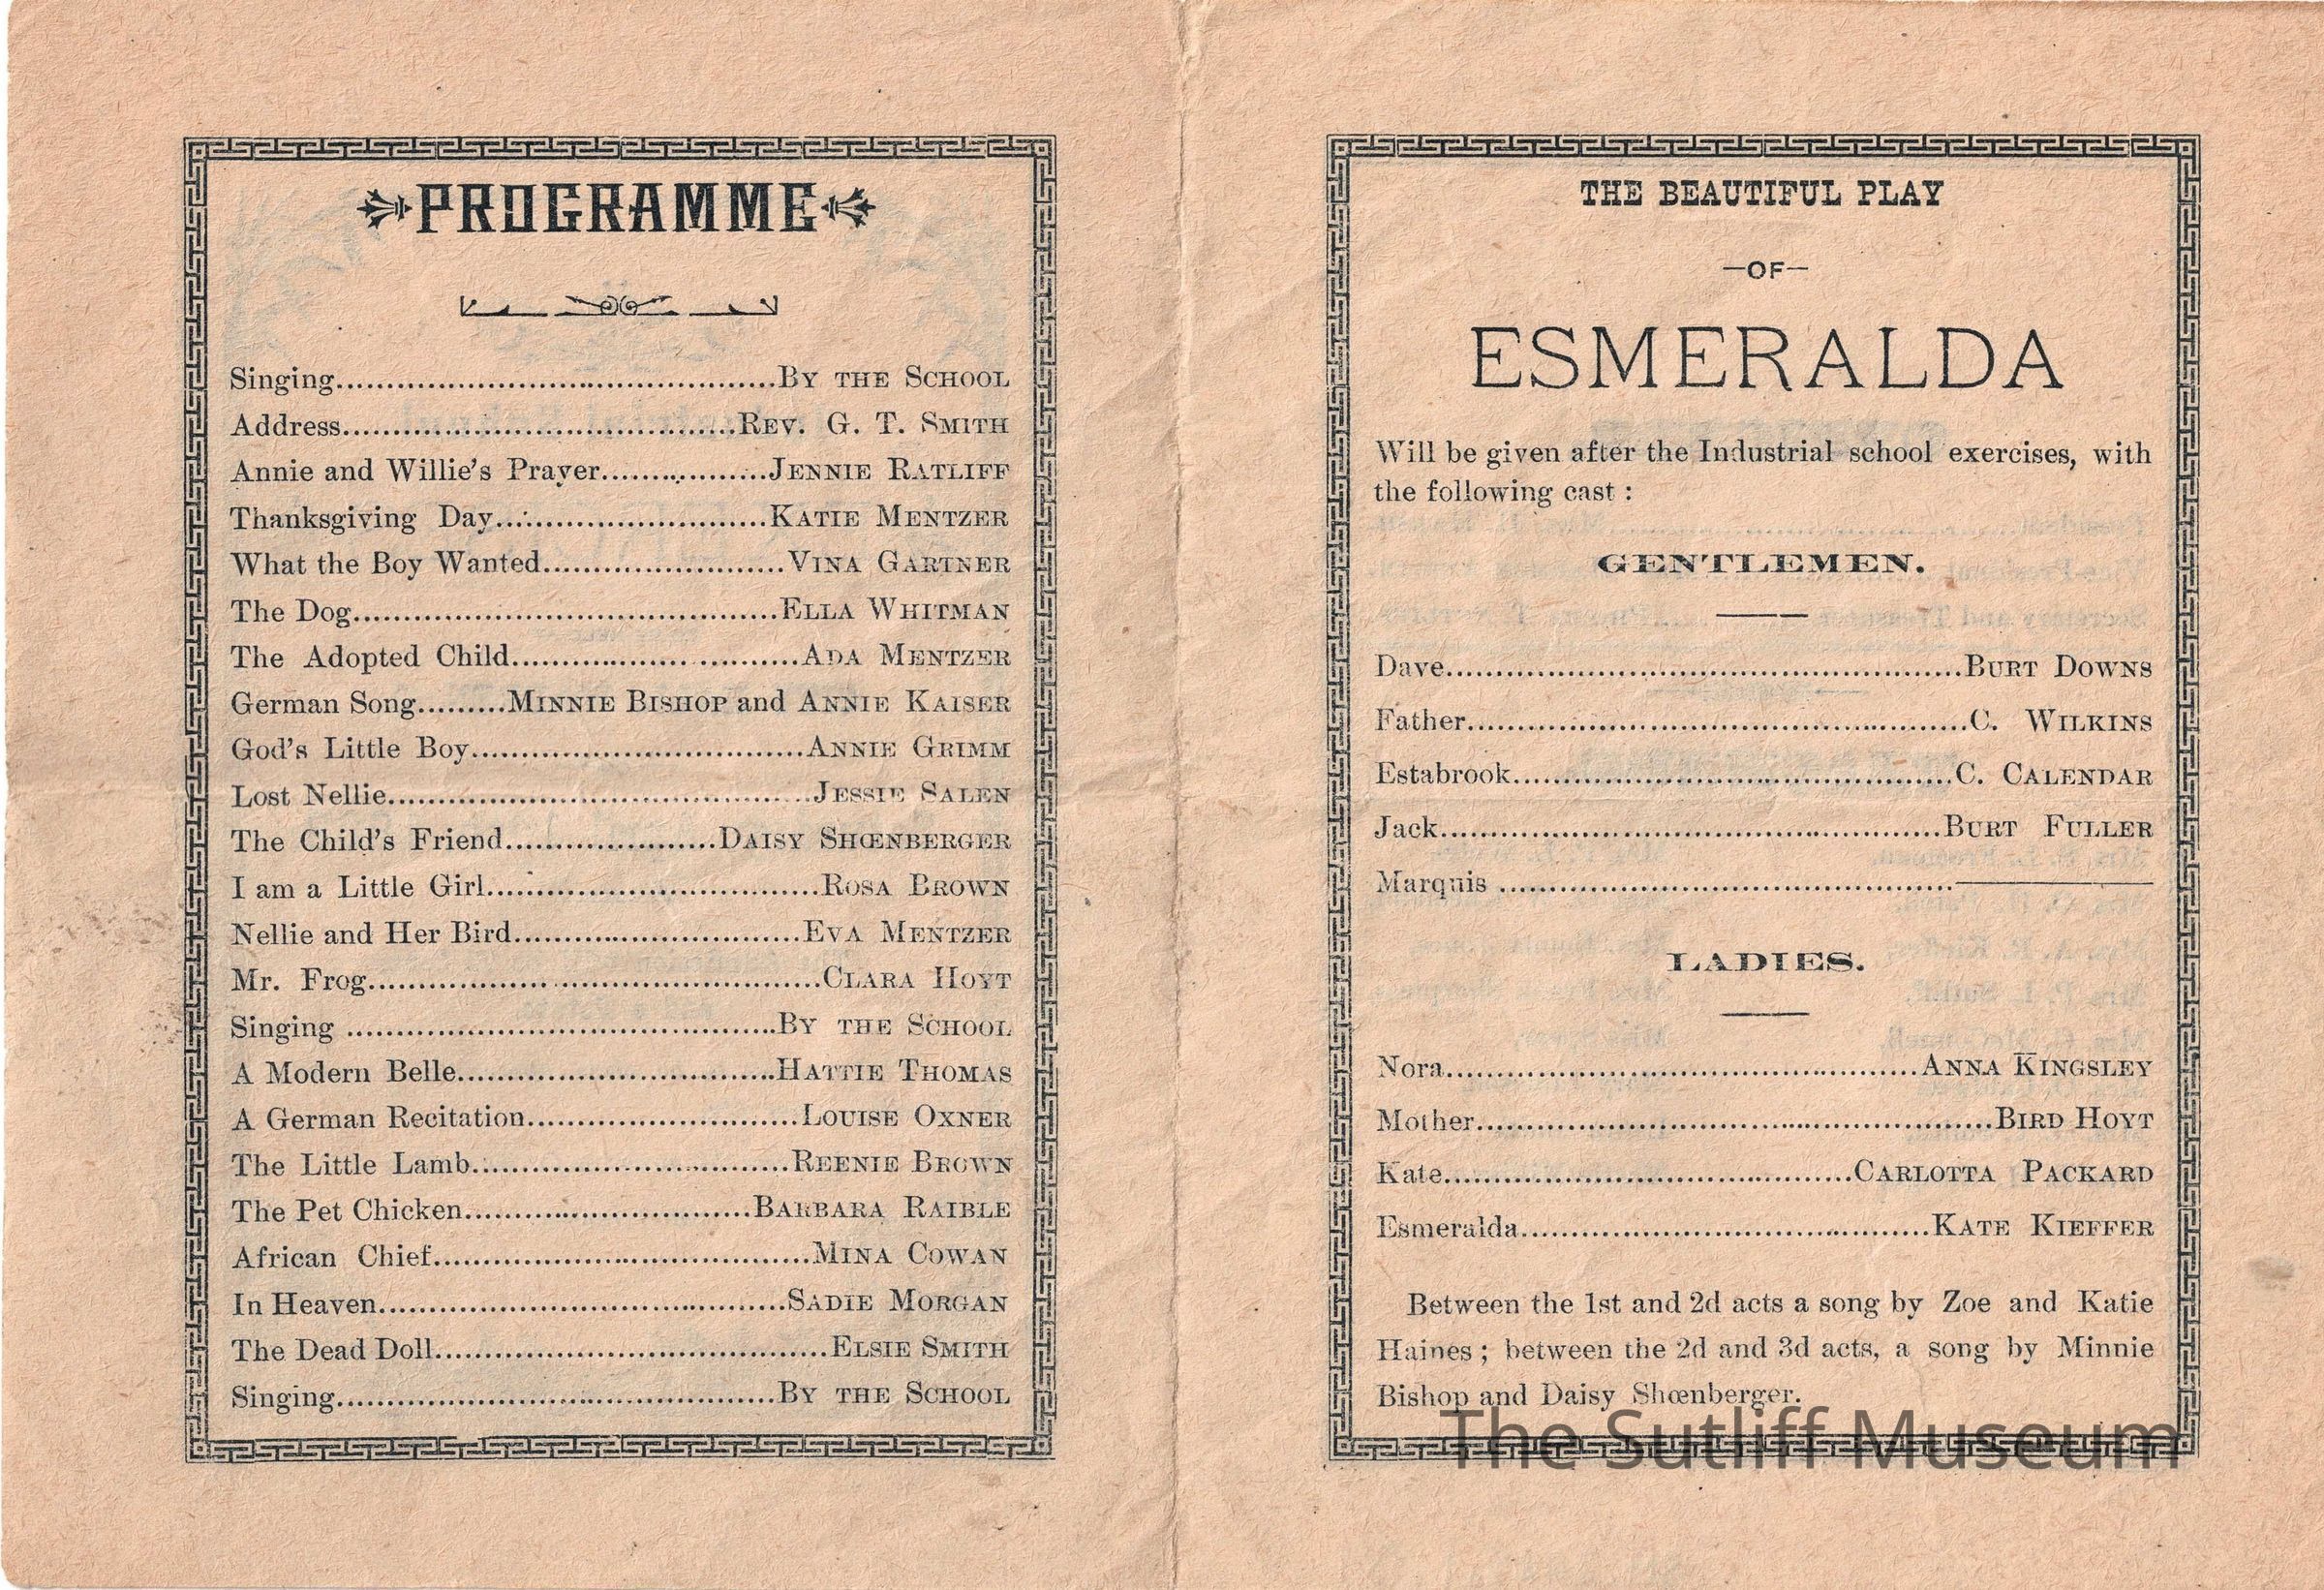 PROGRAMME
Singing............................................By the School
Address.......................................Rev. G. T. Smith
Annie and Willie's Prayer................Jennie Ratliff
Thanksgiving Day...........................Katie Mentzer
What the Boy Wanted........................Vina Gartner
The Dog..........................................Ella Whitman
The Adopted Child............................Ada Mentzer
German Song.........Minnie Bishop and Annie Kaiser
God's Little Boy.................................Annie Grimm
Lost Nellie..........................................Jessie Salen
The Child's Friend.....................Daisy Shœnberger
I am a Little Girl.................................Rosa Brown
Nellie and Her Bird............................Eva Mentzer
Mr. Frog.............................................Clara Hoyt
Singing ..........................................By the School
A Modern Belle................................Hattie Thomas
A German Recitation...........................Louise Oxner
The Little Lamb................................Reenie Brown
The Pet Chicken............................Barbara Raible
African Chief.....................................Mina Cowan
In Heaven........................................Sadie Morgan
The Dead Doll.......................................Elsie Smith
Singing...........................................By the School
THE BEAUTIFUL PLAY
—OF—
ESMERALDA
Will be given after the Industrial school exercises, with
the following cast :
GENTLEMEN.
Dave...................................................Burt Downs
Father..................................................C. Wilkins
Estabrook...........................................C. Calendar
Jack..................................................Burt Fuller
Marquis .............................................————
LADIES.
Nora...............................................Anna Kingsley
Mother...................................................Bird Hoyt
Kate........................................Carlotta Packard
Esmeralda.........................................Kate Kieffer
Between the 1st and 2d acts a song by Zoe and Katie
Haines ; between the 2d and 3d acts, a song by Minnie
Bishop and Daisy Shœnberger.
The Sutliff Museum